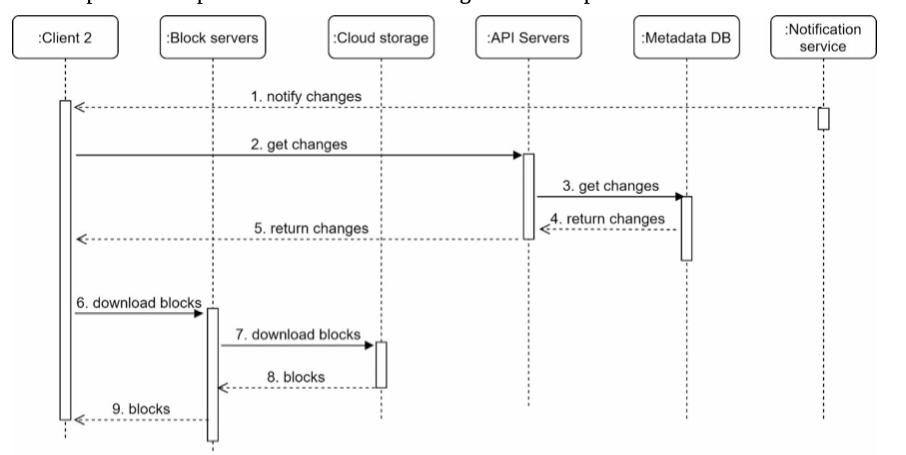 :Client 2
:Block servers
:Cloud storage
:API Servers
:Metadata DB
:Notification
service
1. notify changes
2. get changes
3. get changes
4. return changes
5. return changes
6. download blocks
7. download blocks
8. blocks
9. blocks